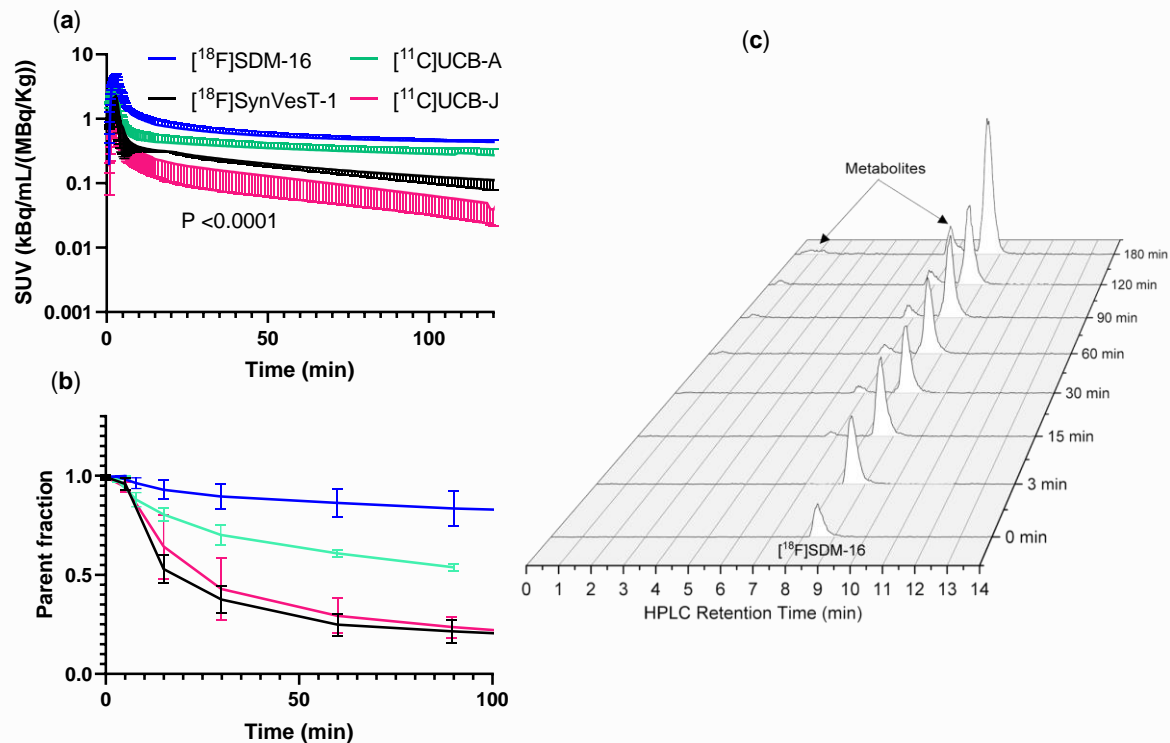 (a)
[¹⁸F]SDM-16
[¹¹C]UCB-A
[¹⁸F]SynVesT-1
[¹¹C]UCB-J
10
1
0.1
0.01
0.001
SUV (kBq/mL/(MBq/Kg))
P <0.0001
0
50
100
Time (min)
(b)
1.0
0.5
0.0
Parent fraction
0
50
100
Time (min)
(c)
Metabolites
180 min
120 min
90 min
60 min
30 min
15 min
3 min
0 min
[¹⁸F]SDM-16
0 1 2 3 4 5 6 7 8 9 10 11 12 13 14
HPLC Retention Time (min)